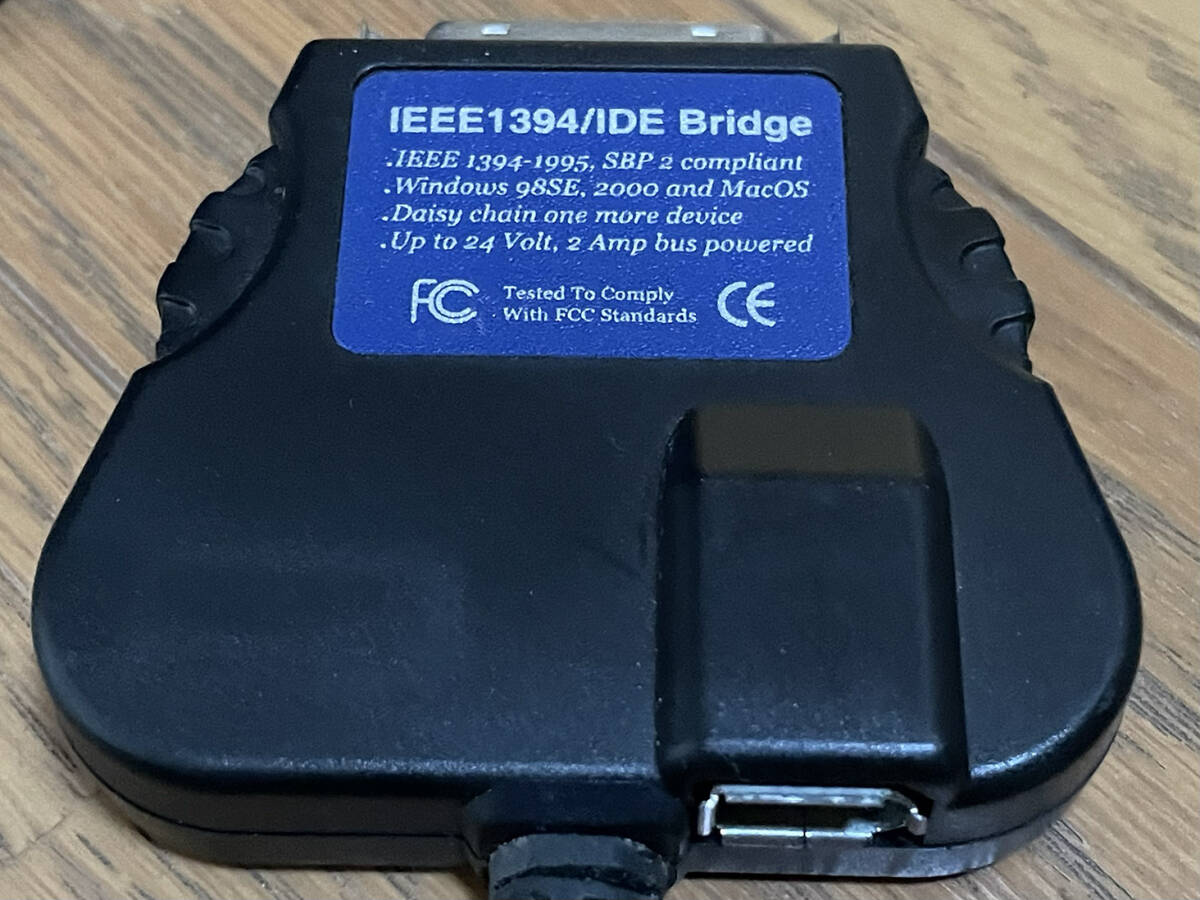 IEEE1394/IDE Bridge
.IEEE 1394-1995, SBP 2 compliant
.Windows 98SE, 2000 and MacOS
.Daisy chain one more device
.Up to 24 Volt, 2 Amp bus powered
FC Tested To Comply CE
With FCC Standards